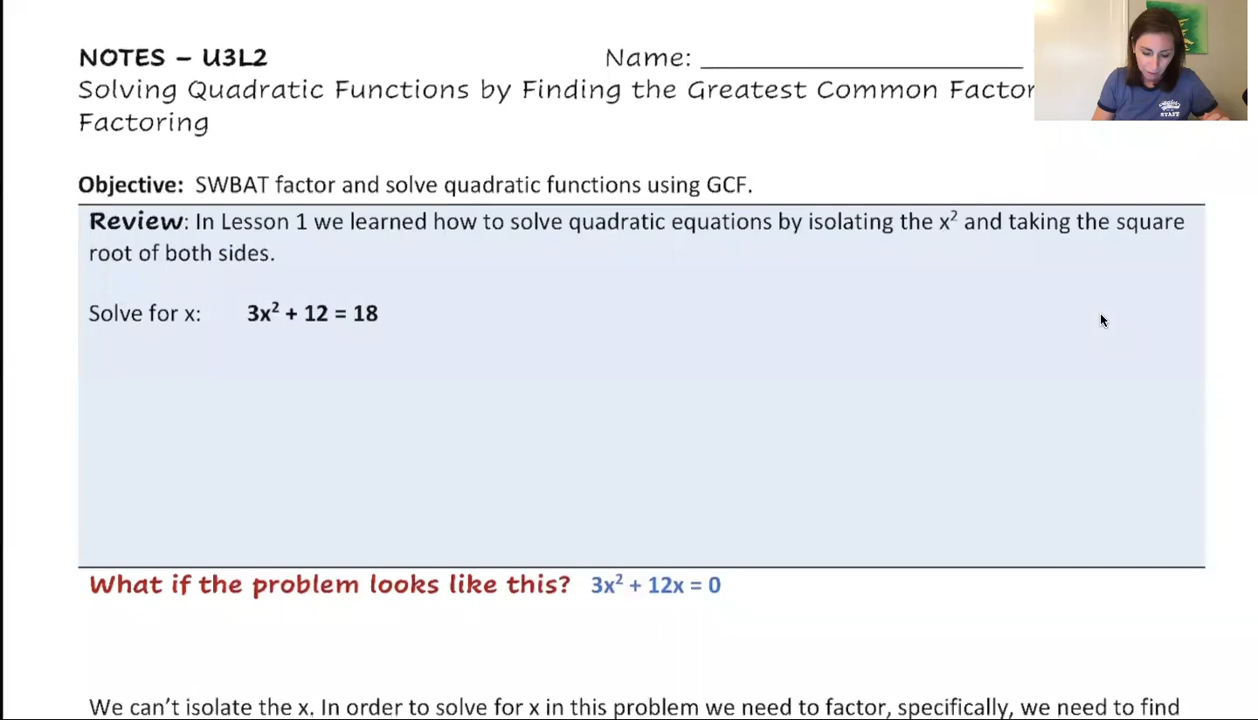 NOTES – U3L2 Name: ____________________
Solving Quadratic Functions by Finding the Greatest Common Factor
Factoring
Objective: SWBAT factor and solve quadratic functions using GCF.
Review: In Lesson 1 we learned how to solve quadratic equations by isolating the x² and taking the square
root of both sides.
Solve for x: 3x² + 12 = 18
What if the problem looks like this? 3x² + 12x = 0
We can't isolate the x. In order to solve for x in this problem we need to factor, specifically, we need to find
STAFF